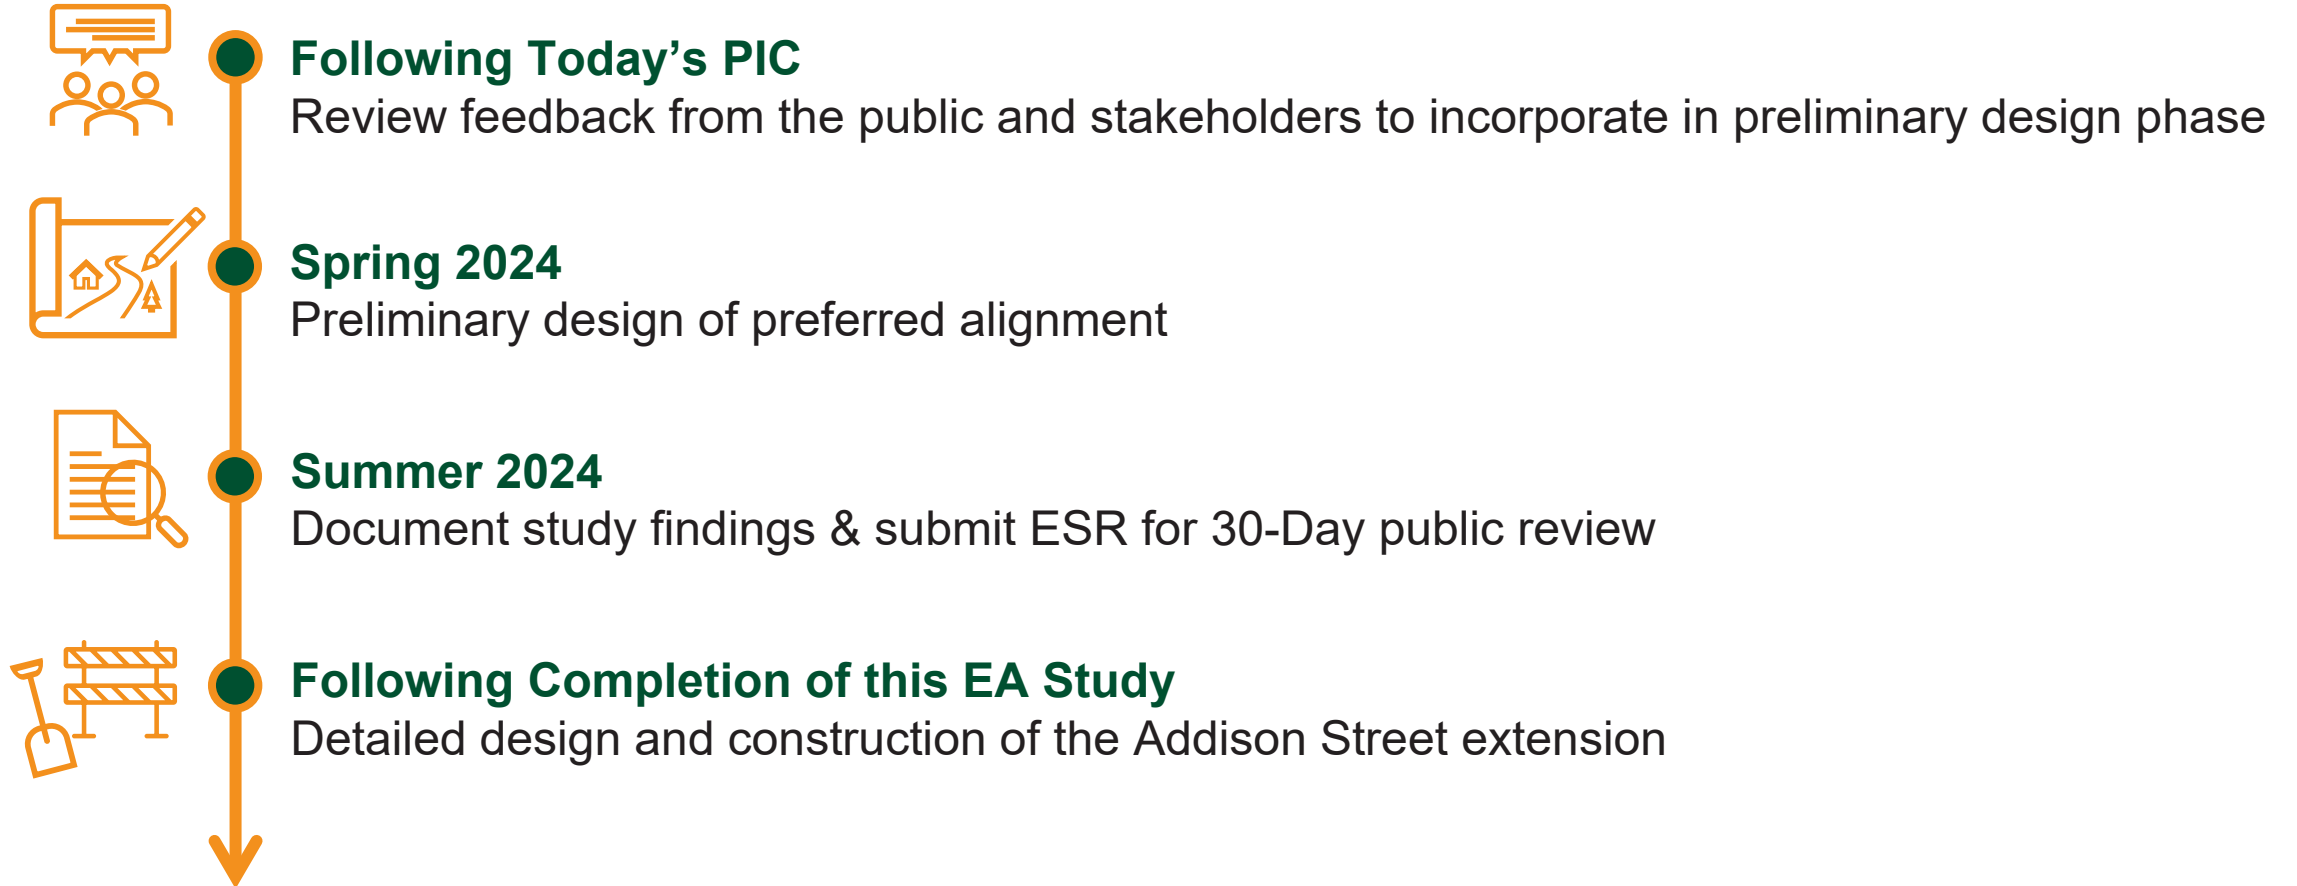 Following Today’s PIC
Review feedback from the public and stakeholders to incorporate in preliminary design phase
Spring 2024
Preliminary design of preferred alignment
Summer 2024
Document study findings & submit ESR for 30-Day public review
Following Completion of this EA Study
Detailed design and construction of the Addison Street extension